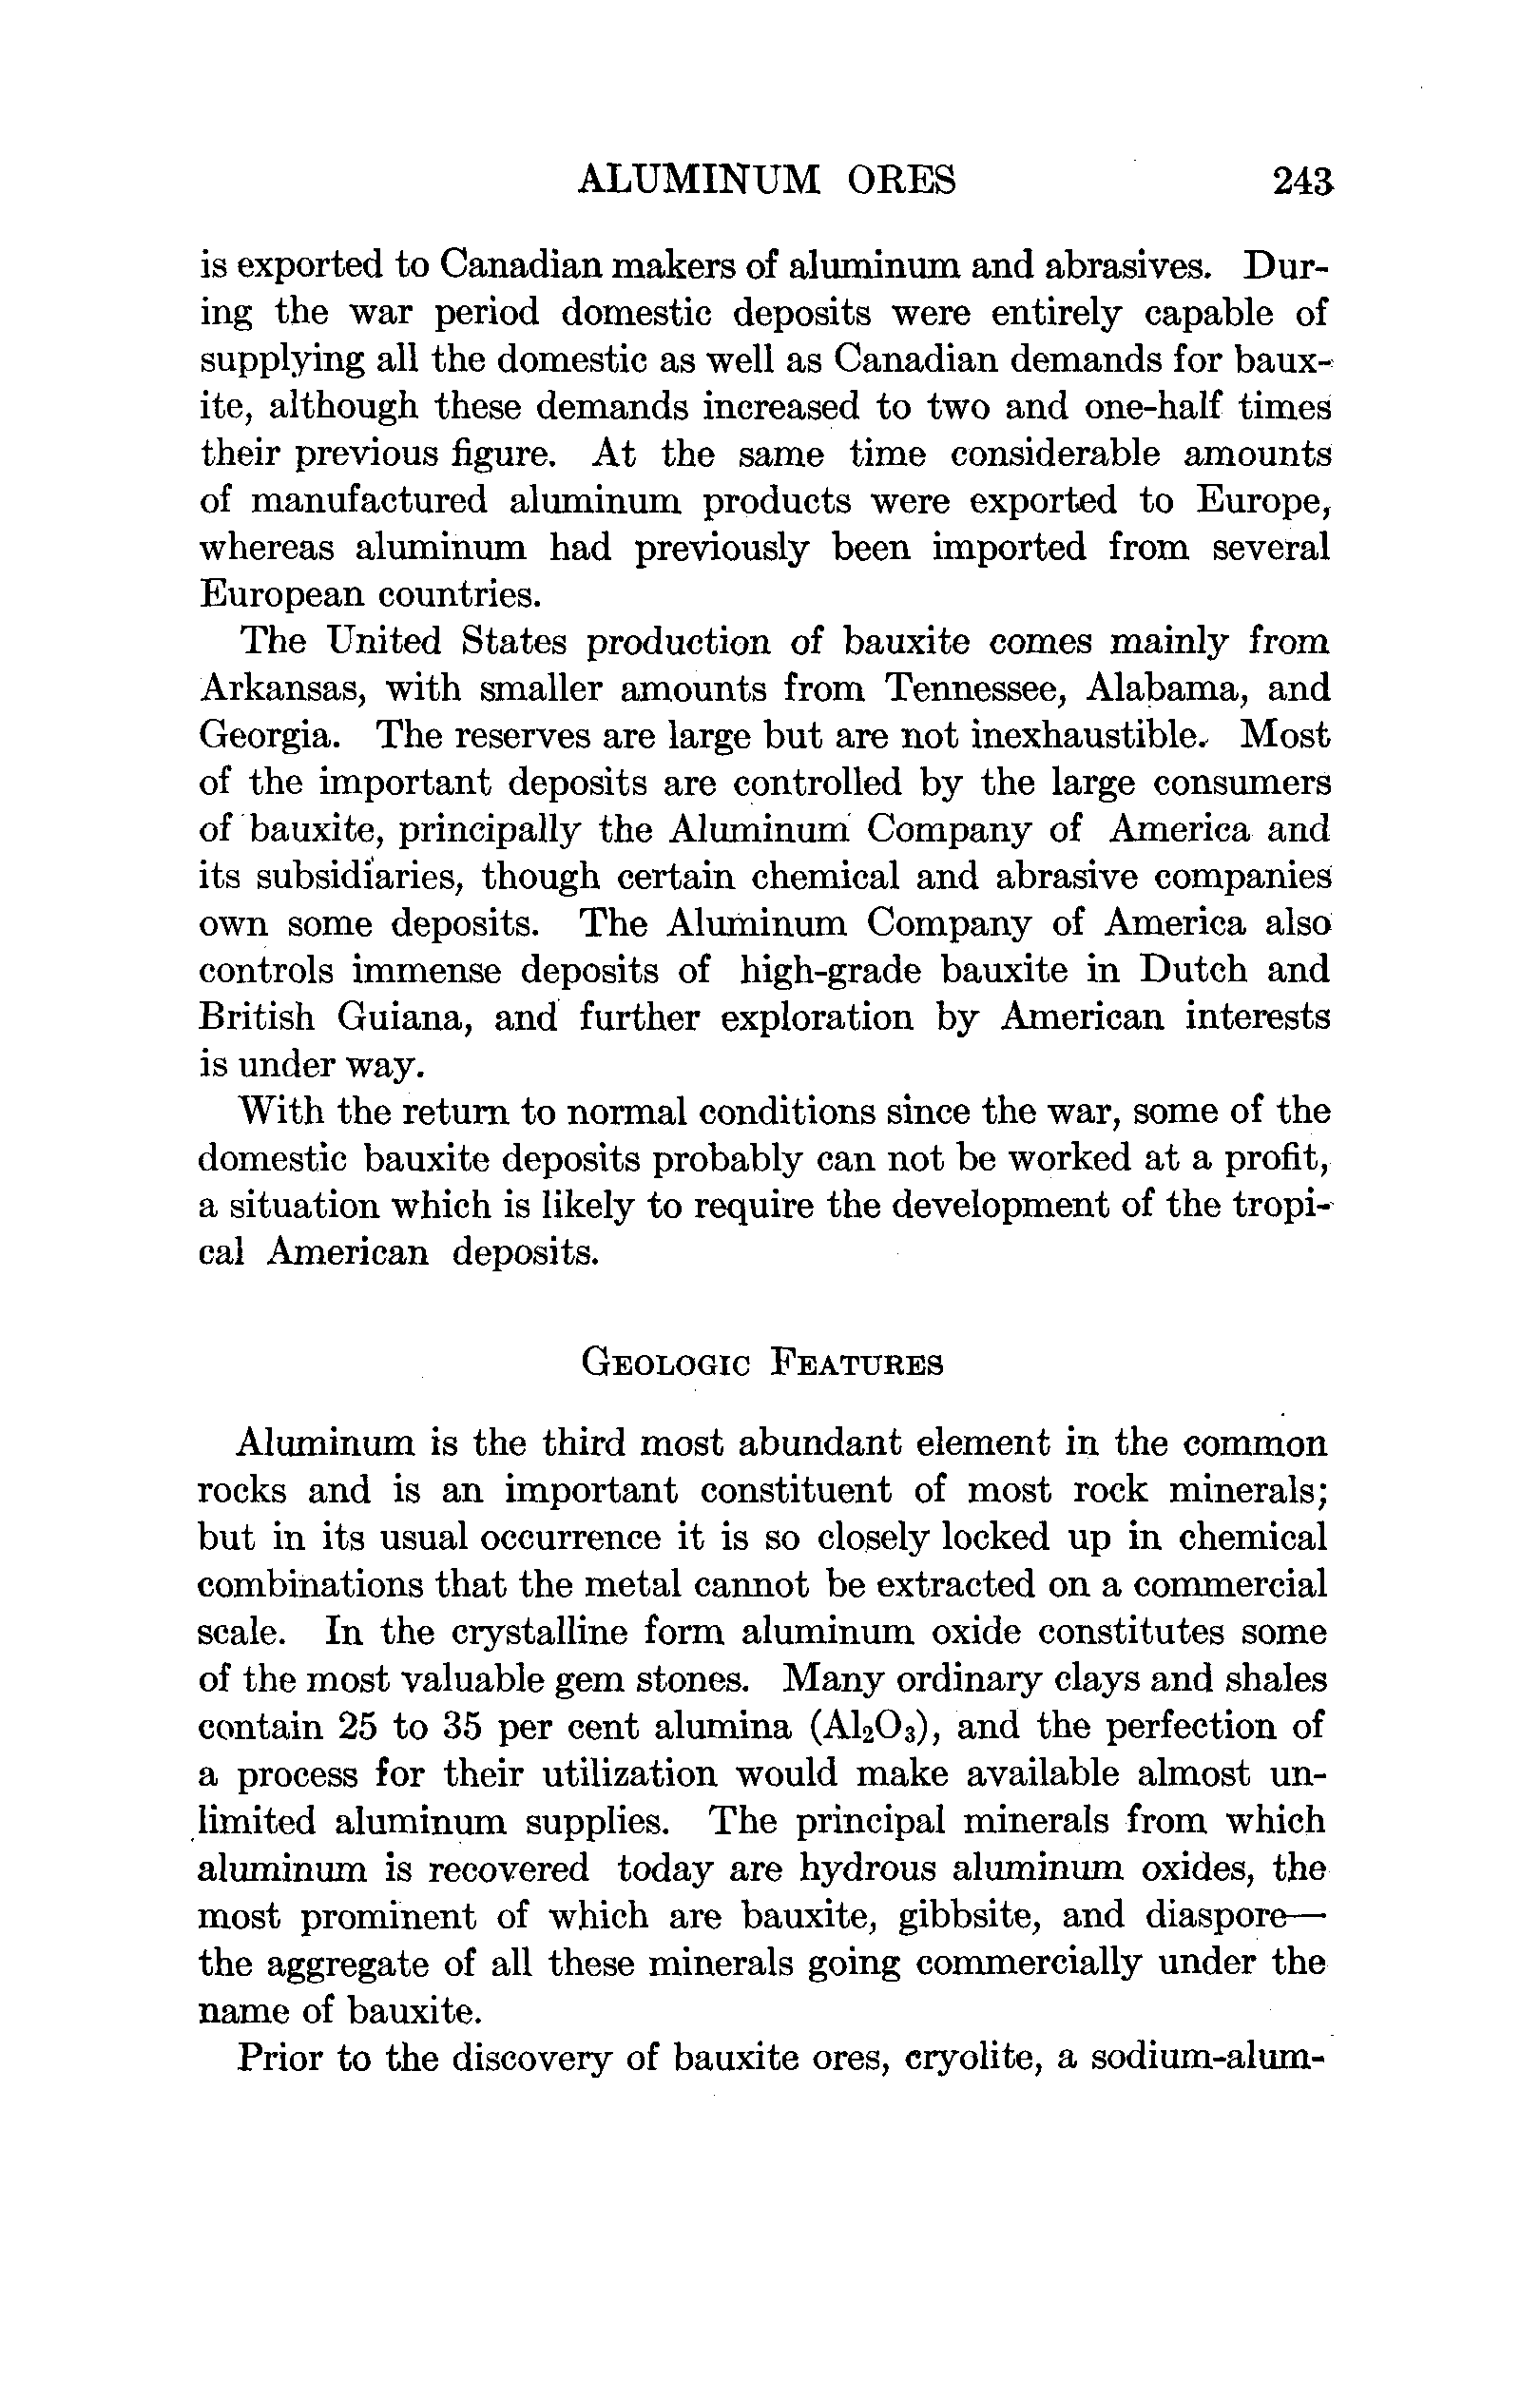 ALUMINUM ORES 243
is exported to Canadian makers of aluminum and abrasives. Dur-
ing the war period domestic deposits were entirely capable of
supplying all the domestic as well as Canadian demands for baux-
ite, although these demands increased to two and one-half times
their previous figure. At the same time considerable amounts
of manufactured aluminum products were exported to Europe,
whereas aluminum had previously been imported from several
European countries.
The United States production of bauxite comes mainly from
Arkansas, with smaller amounts from Tennessee, Alabama, and
Georgia. The reserves are large but are not inexhaustible. Most
of the important deposits are controlled by the large consumers
of bauxite, principally the Aluminum Company of America and
its subsidiaries, though certain chemical and abrasive companies
own some deposits. The Aluminum Company of America also
controls immense deposits of high-grade bauxite in Dutch and
British Guiana, and further exploration by American interests
is under way.
With the return to normal conditions since the war, some of the
domestic bauxite deposits probably can not be worked at a profit,
a situation which is likely to require the development of the tropi-
cal American deposits.
GEOLOGIC FEATURES
Aluminum is the third most abundant element in the common
rocks and is an important constituent of most rock minerals;
but in its usual occurrence it is so closely locked up in chemical
combinations that the metal cannot be extracted on a commercial
scale. In the crystalline form aluminum oxide constitutes some
of the most valuable gem stones. Many ordinary clays and shales
contain 25 to 35 per cent alumina (Al₂O₃), and the perfection of
a process for their utilization would make available almost un-
limited aluminum supplies. The principal minerals from which
aluminum is recovered today are hydrous aluminum oxides, the
most prominent of which are bauxite, gibbsite, and diaspore—
the aggregate of all these minerals going commercially under the
name of bauxite.
Prior to the discovery of bauxite ores, cryolite, a sodium-alum-